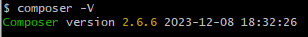 $ composer -V
Composer version 2.6.6 2023-12-08 18:32:26